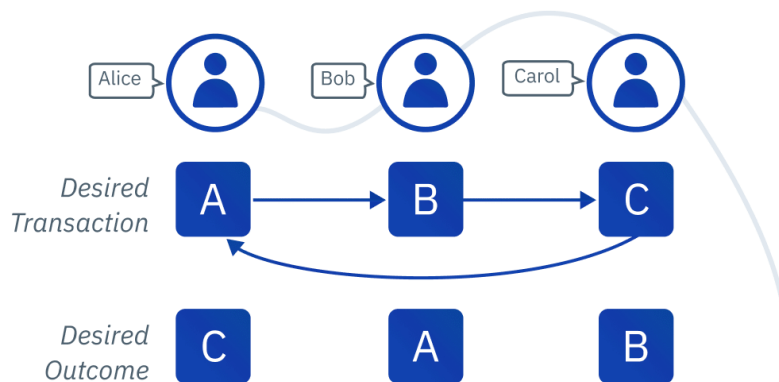 Alice
Bob
Carol
Desired
Transaction
A
B
C
Desired
Outcome
C
A
B